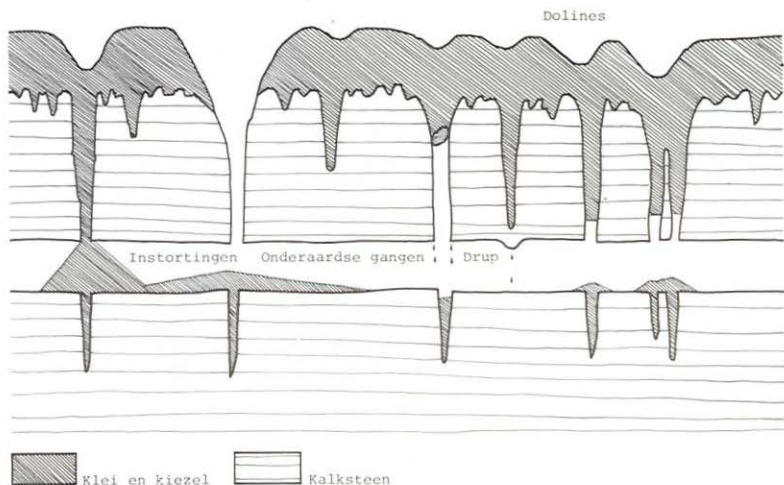 Dolines
Instortingen Onderaardse gangen Drup
Klei en kiezel Kalksteen